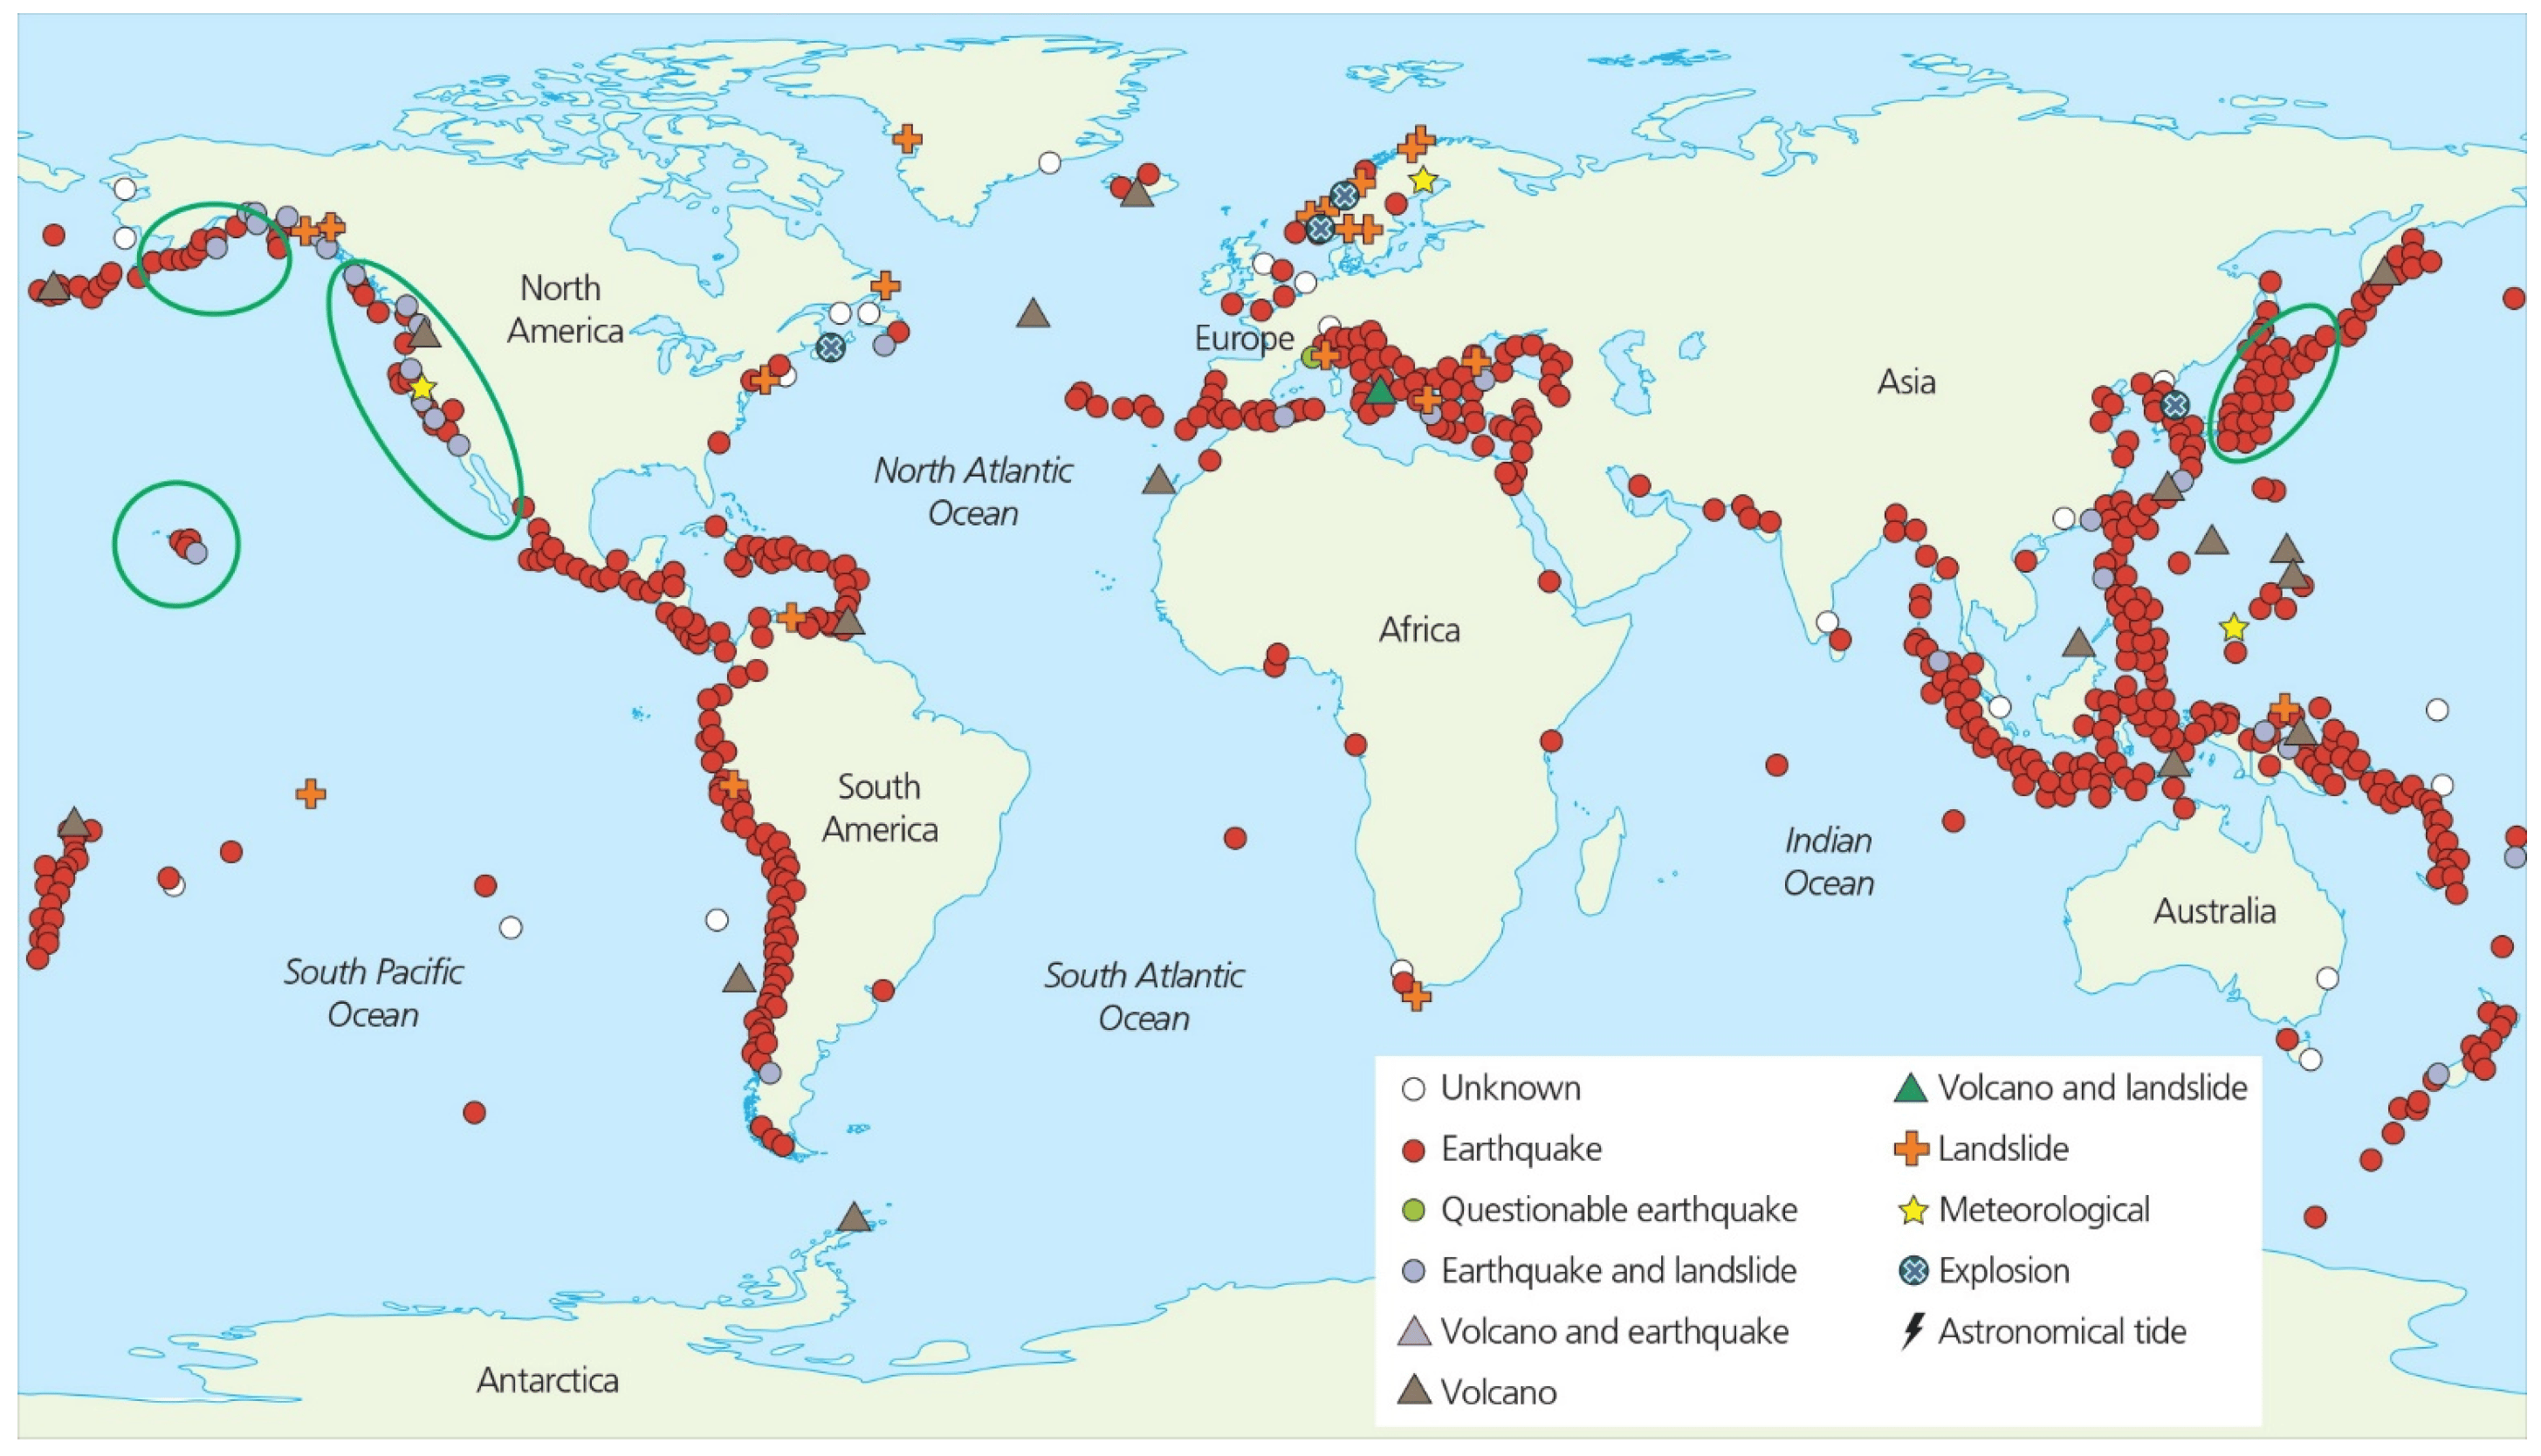 North
America
Europe
Asia
North Atlantic
Ocean
Africa
South
America
Indian
Ocean
Australia
South Pacific
Ocean
South Atlantic
Ocean
Antarctica
Unknown
Earthquake
Questionable earthquake
Earthquake and landslide
Volcano and earthquake
Volcano
Volcano and landslide
Landslide
Meteorological
Explosion
Astronomical tide